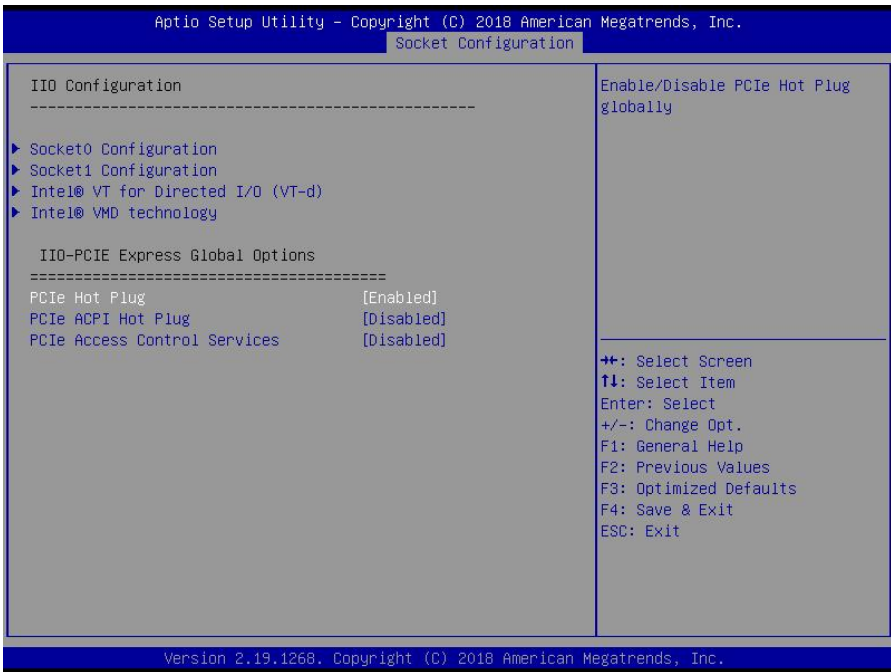 Aptio Setup Utility – Copyright (C) 2018 American Megatrends, Inc.
Socket Configuration
IIO Configuration
--------------------------------------------------
Socket0 Configuration
Socket1 Configuration
Intel® VT for Directed I/O (VT-d)
Intel® VMD technology
IIO-PCIE Express Global Options
========================================
PCIe Hot Plug [Enabled]
PCIe ACPI Hot Plug [Disabled]
PCIe Access Control Services [Disabled]
Enable/Disable PCIe Hot Plug
globally
→←: Select Screen
↑↓: Select Item
Enter: Select
+/-: Change Opt.
F1: General Help
F2: Previous Values
F3: Optimized Defaults
F4: Save & Exit
ESC: Exit
Version 2.19.1268. Copyright (C) 2018 American Megatrends, Inc.